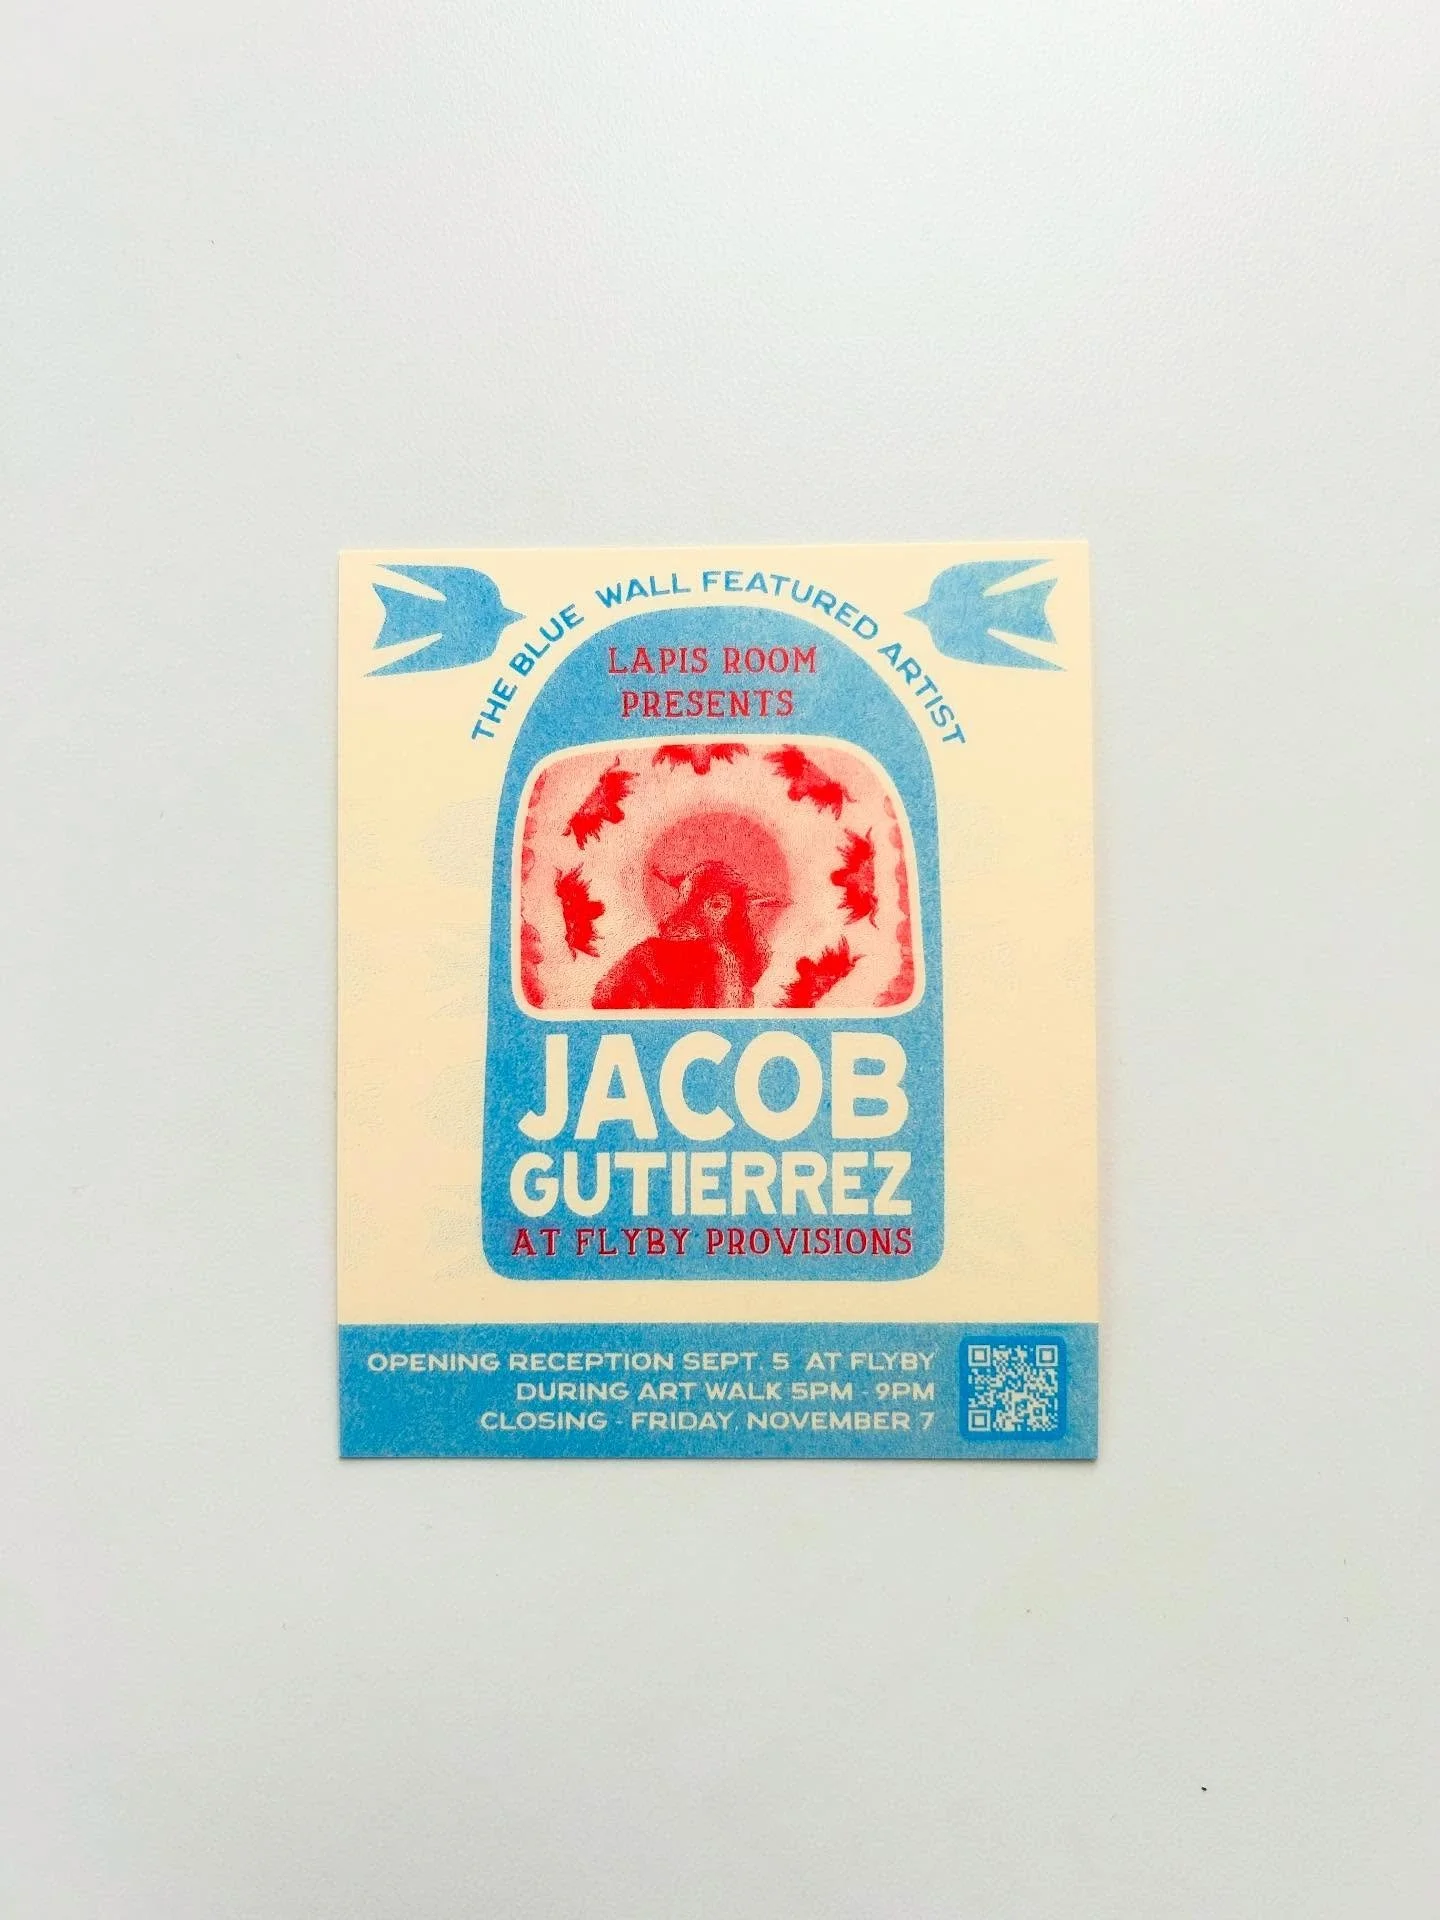 THE BLUE WALL FEATURED ARTIST
LAPIS ROOM
PRESENTS
JACOB
GUTIERREZ
AT FLYBY PROVISIONS
OPENING RECEPTION SEPT. 5 AT FLYBY
DURING ART WALK 5PM - 9PM
CLOSING - FRIDAY, NOVEMBER 7